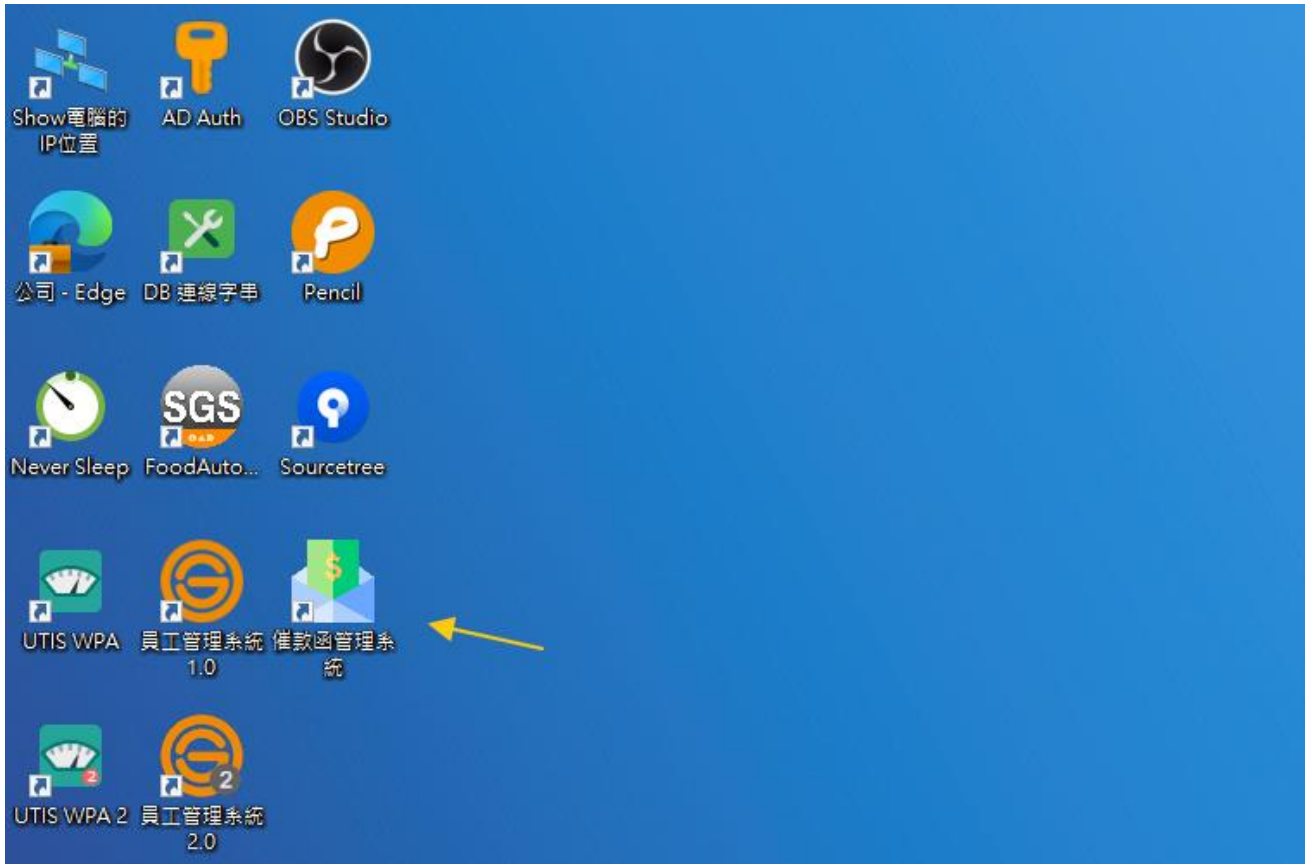 Show電腦的
IP位置
AD Auth
OBS Studio
公司 - Edge
DB 連線字串
Pencil
SGS
OAD
Never Sleep
FoodAuto...
Sourcetree
$
UTIS WPA
員工管理系統
1.0
催款函管理系
統
2
2
UTIS WPA 2
員工管理系統
2.0